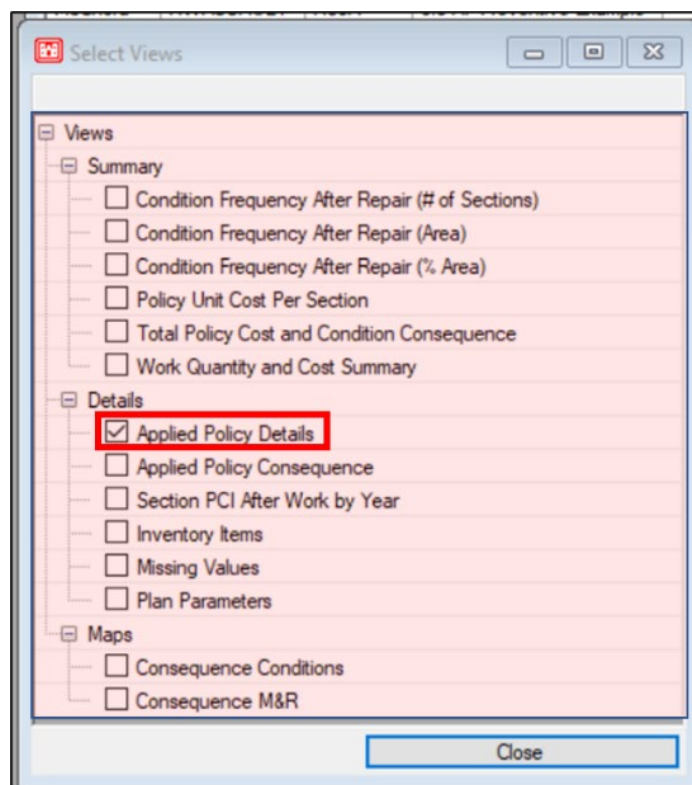 Select Views
Views
Summary
Condition Frequency After Repair (# of Sections)
Condition Frequency After Repair (Area)
Condition Frequency After Repair (% Area)
Policy Unit Cost Per Section
Total Policy Cost and Condition Consequence
Work Quantity and Cost Summary
Details
Applied Policy Details
Applied Policy Consequence
Section PCI After Work by Year
Inventory Items
Missing Values
Plan Parameters
Maps
Consequence Conditions
Consequence M&R
Close